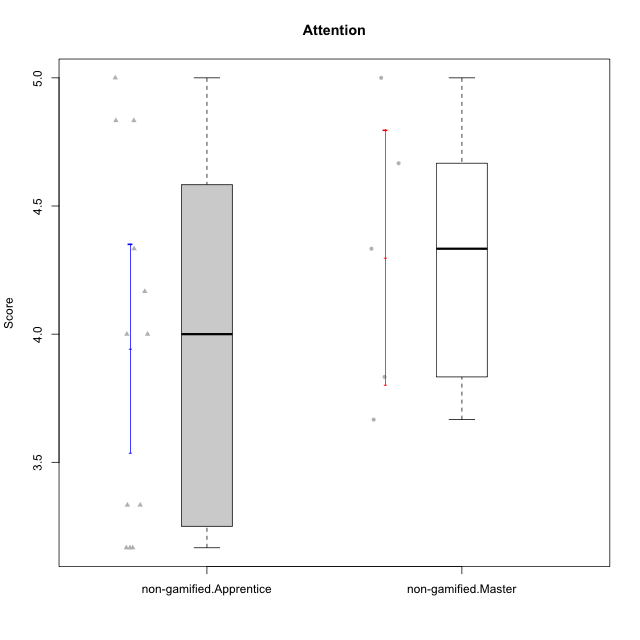 Attention
Score
5.0
4.5
4.0
3.5
non-gamified.Apprentice
non-gamified.Master